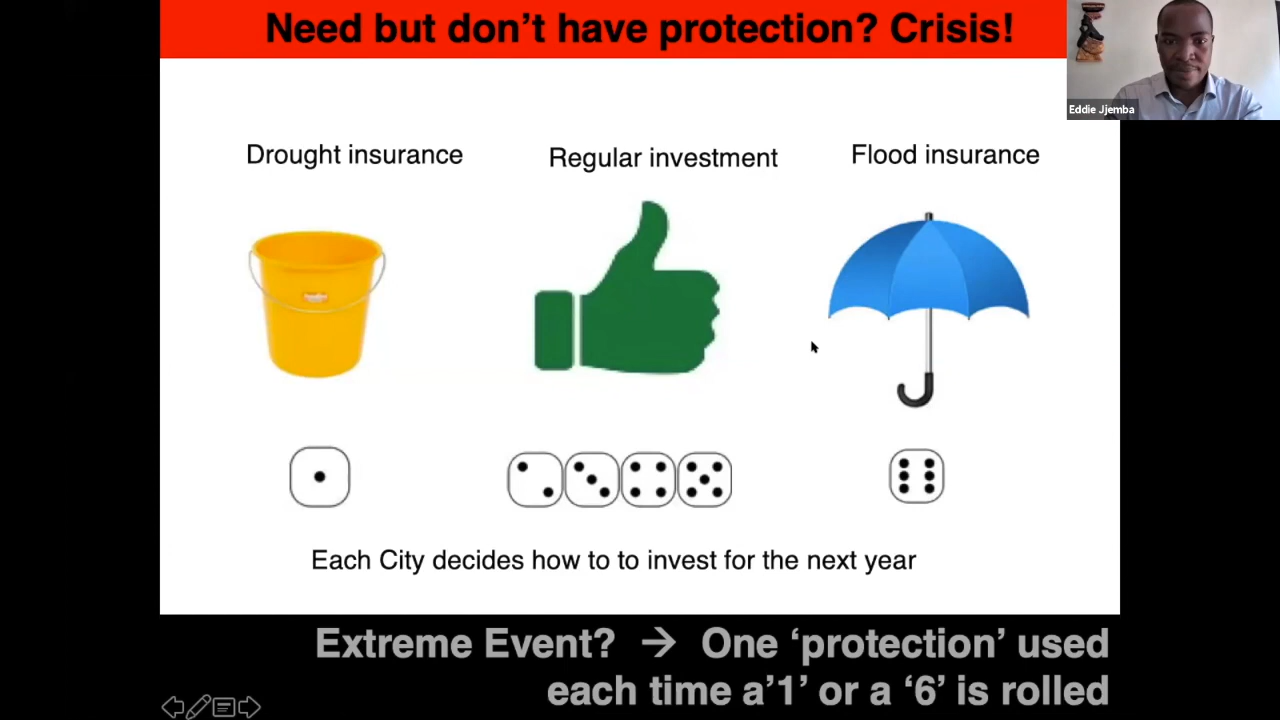 Need but don't have protection? Crisis!
Eddie Jjemba
Drought insurance
Regular investment
Flood insurance
Each City decides how to to invest for the next year
Extreme Event? → One ‘protection’ used
each time a’1’ or a ‘6’ is rolled